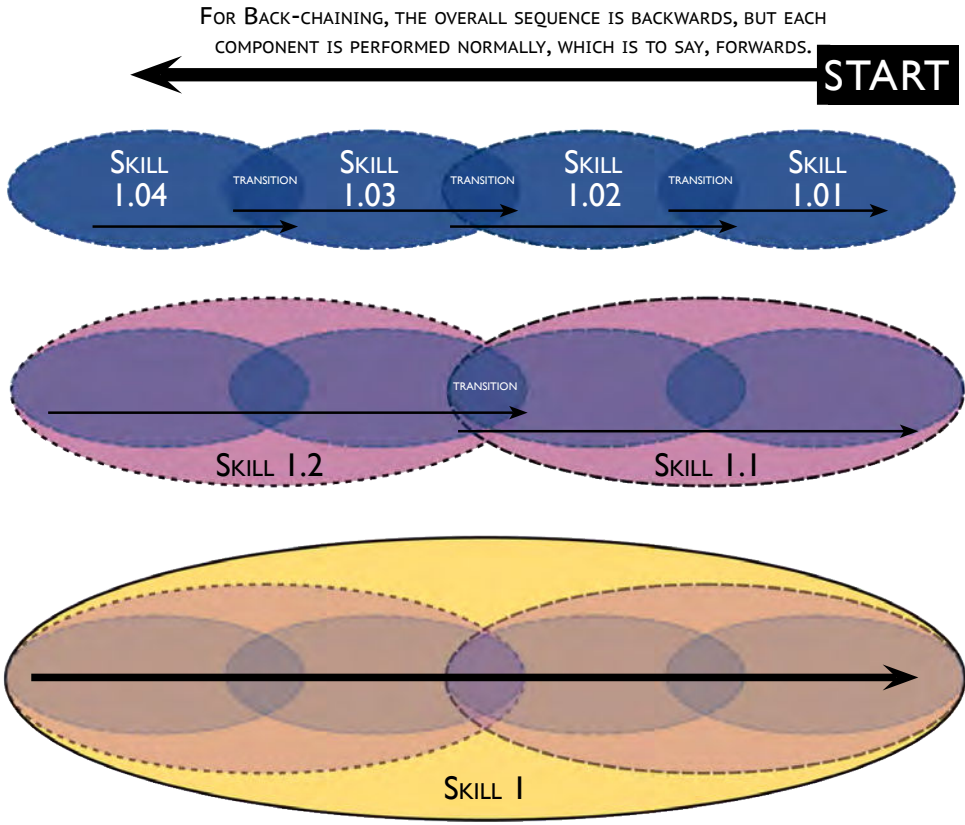 For Back-chaining, the overall sequence is backwards, but each
component is performed normally, which is to say, forwards.
START
Skill 1.04
transition
Skill 1.03
transition
Skill 1.02
transition
Skill 1.01
transition
Skill 1.2
Skill 1.1
Skill 1